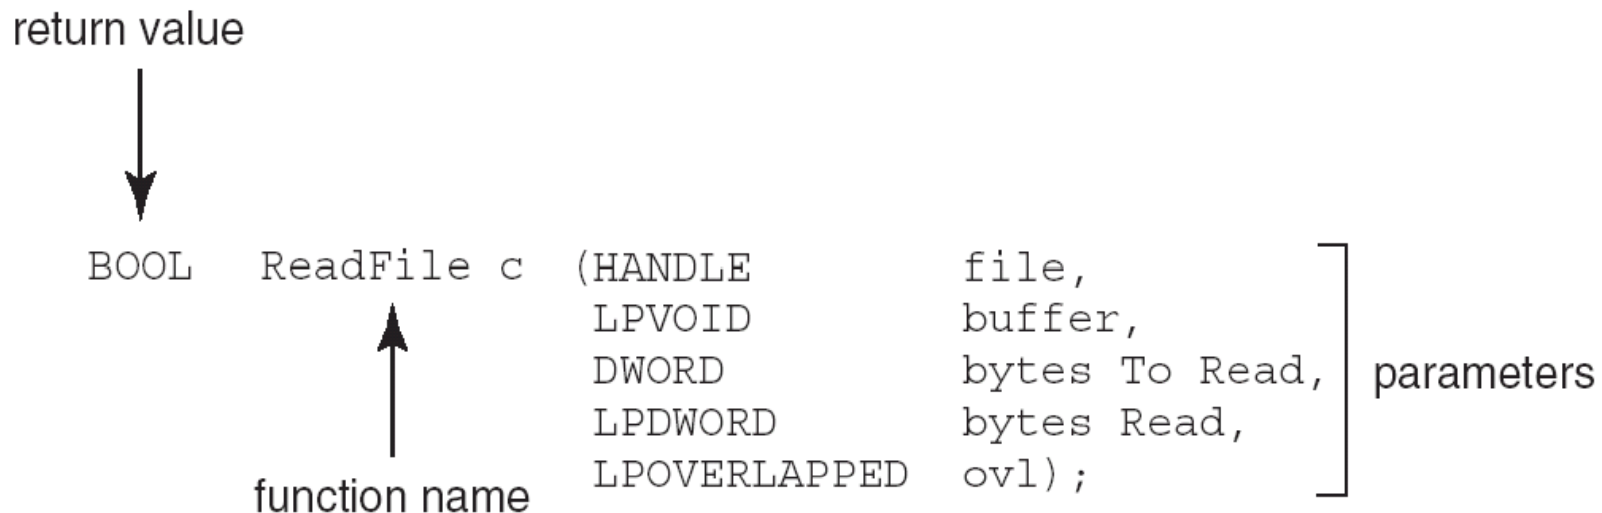 return value
BOOL ReadFile c (HANDLE file,
LPVOID buffer,
DWORD bytes To Read,
LPDWORD bytes Read,
LPOVERLAPPED ovl);
parameters
function name